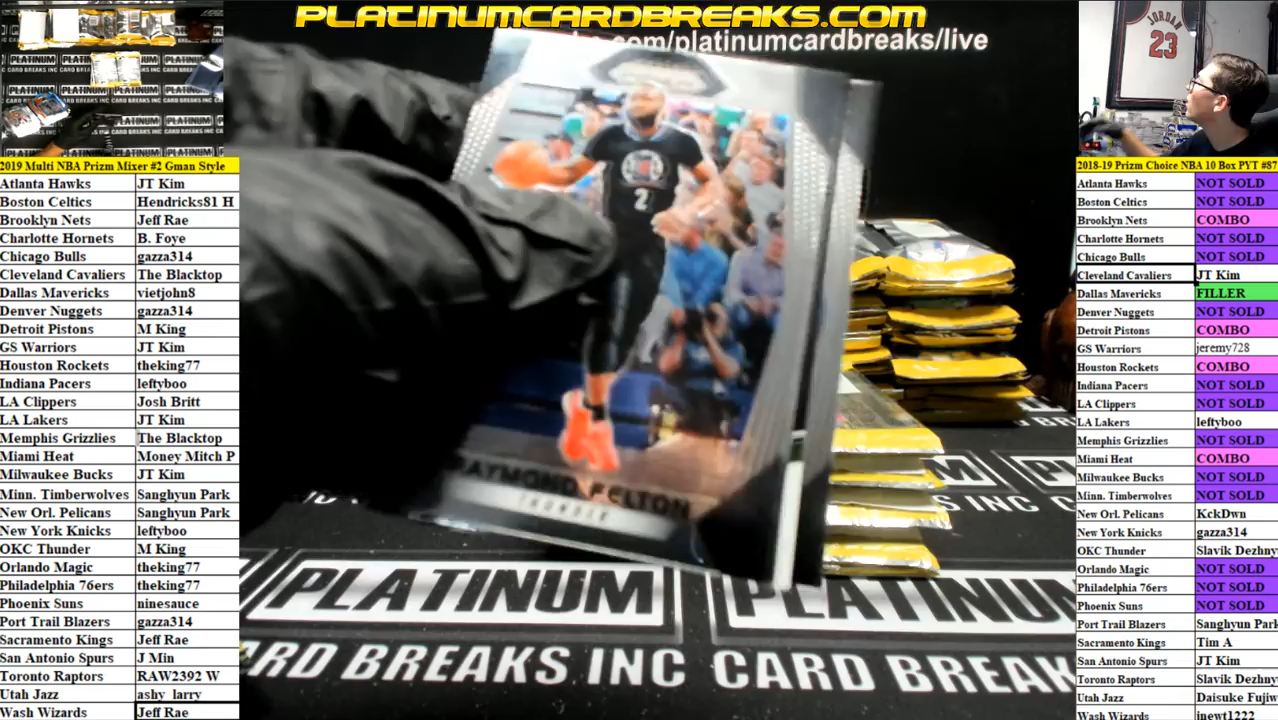 PLATINUMCARDBREAKS.COM
.com/platinumcardbreaks/live
JORDAN
23
2019 Multi NBA Prizm Mixer #2 Gman Style
Atlanta Hawks JT Kim
Boston Celtics Hendricks81 H
Brooklyn Nets Jeff Rae
Charlotte Hornets B. Foye
Chicago Bulls gazza314
Cleveland Cavaliers The Blacktop
Dallas Mavericks vietjohn8
Denver Nuggets gazza314
Detroit Pistons M King
GS Warriors JT Kim
Houston Rockets theking77
Indiana Pacers leftyboo
LA Clippers Josh Britt
LA Lakers JT Kim
Memphis Grizzlies The Blacktop
Miami Heat Money Mitch P
Milwaukee Bucks JT Kim
Minn. Timberwolves Sanghyun Park
New Orl. Pelicans Sanghyun Park
New York Knicks leftyboo
OKC Thunder M King
Orlando Magic theking77
Philadelphia 76ers theking77
Phoenix Suns ninesauce
Port Trail Blazers gazza314
Sacramento Kings Jeff Rae
San Antonio Spurs J Min
Toronto Raptors RAW2392 W
Utah Jazz ashy_larry
Wash Wizards Jeff Rae
2
RAYMOND FELTON
PLATINUM PLATINUM
CARD BREAKS INC CARD BREAK
2018-19 Prizm Choice NBA 10 Box PYT #87
Atlanta Hawks NOT SOLD
Boston Celtics NOT SOLD
Brooklyn Nets COMBO
Charlotte Hornets NOT SOLD
Chicago Bulls NOT SOLD
Cleveland Cavaliers JT Kim
Dallas Mavericks FILLER
Denver Nuggets NOT SOLD
Detroit Pistons COMBO
GS Warriors jeremy728
Houston Rockets COMBO
Indiana Pacers NOT SOLD
LA Clippers NOT SOLD
LA Lakers leftyboo
Memphis Grizzlies NOT SOLD
Miami Heat COMBO
Milwaukee Bucks NOT SOLD
Minn. Timberwolves NOT SOLD
New Orl. Pelicans KckDwn
New York Knicks gazza314
OKC Thunder Slavik Dezhny
Orlando Magic NOT SOLD
Philadelphia 76ers NOT SOLD
Phoenix Suns NOT SOLD
Port Trail Blazers Sanghyun Park
Sacramento Kings Tim A
San Antonio Spurs JT Kim
Toronto Raptors Slavik Dezhny
Utah Jazz Daisuke Fujiw
Wash Wizards jnewt1222